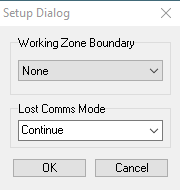 Setup Dialog
Working Zone Boundary
None
Lost Comms Mode
Continue
OK Cancel